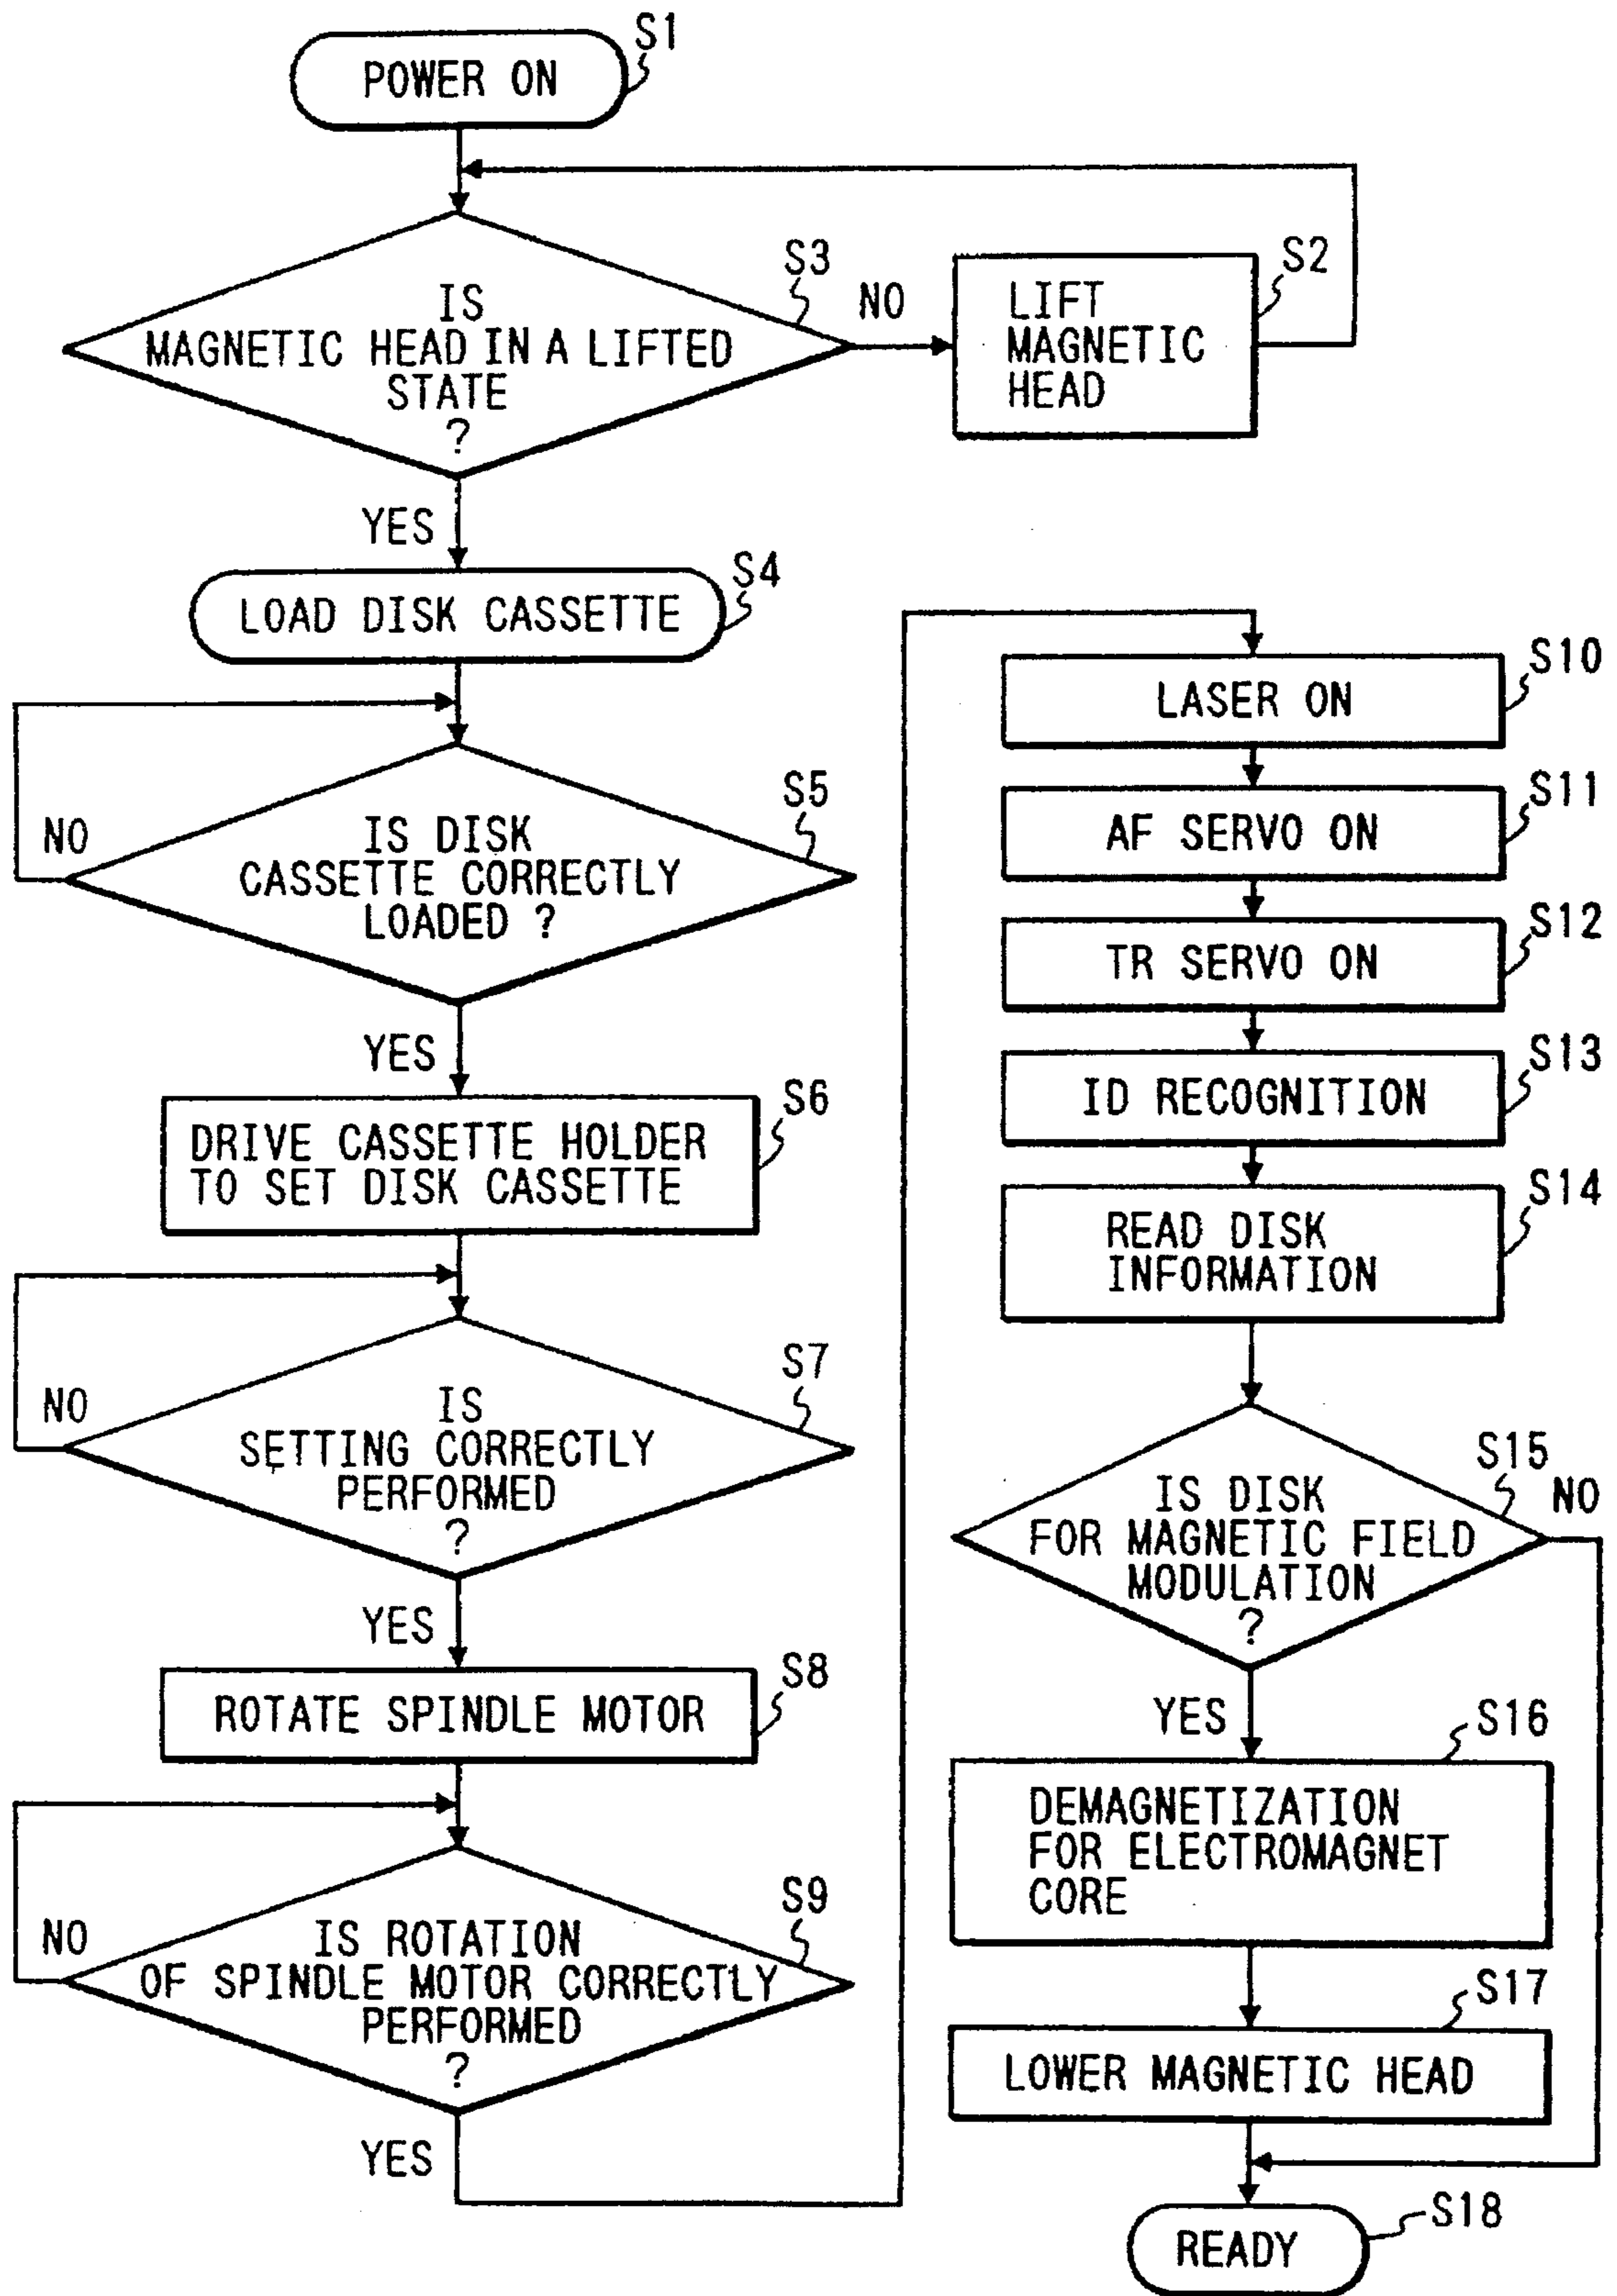 S1
POWER ON
S3
IS
MAGNETIC HEAD IN A LIFTED
STATE
?
NO
S2
LIFT
MAGNETIC
HEAD
YES
S4
LOAD DISK CASSETTE
S5
NO
IS DISK
CASSETTE CORRECTLY
LOADED ?
YES
S6
DRIVE CASSETTE HOLDER
TO SET DISK CASSETTE
S7
NO
IS
SETTING CORRECTLY
PERFORMED
?
YES
S8
ROTATE SPINDLE MOTOR
S9
NO
IS ROTATION
OF SPINDLE MOTOR CORRECTLY
PERFORMED
?
YES
S10
LASER ON
S11
AF SERVO ON
S12
TR SERVO ON
S13
ID RECOGNITION
S14
READ DISK
INFORMATION
S15
NO
IS DISK
FOR MAGNETIC FIELD
MODULATION
?
YES
S16
DEMAGNETIZATION
FOR ELECTROMAGNET
CORE
S17
LOWER MAGNETIC HEAD
S18
READY